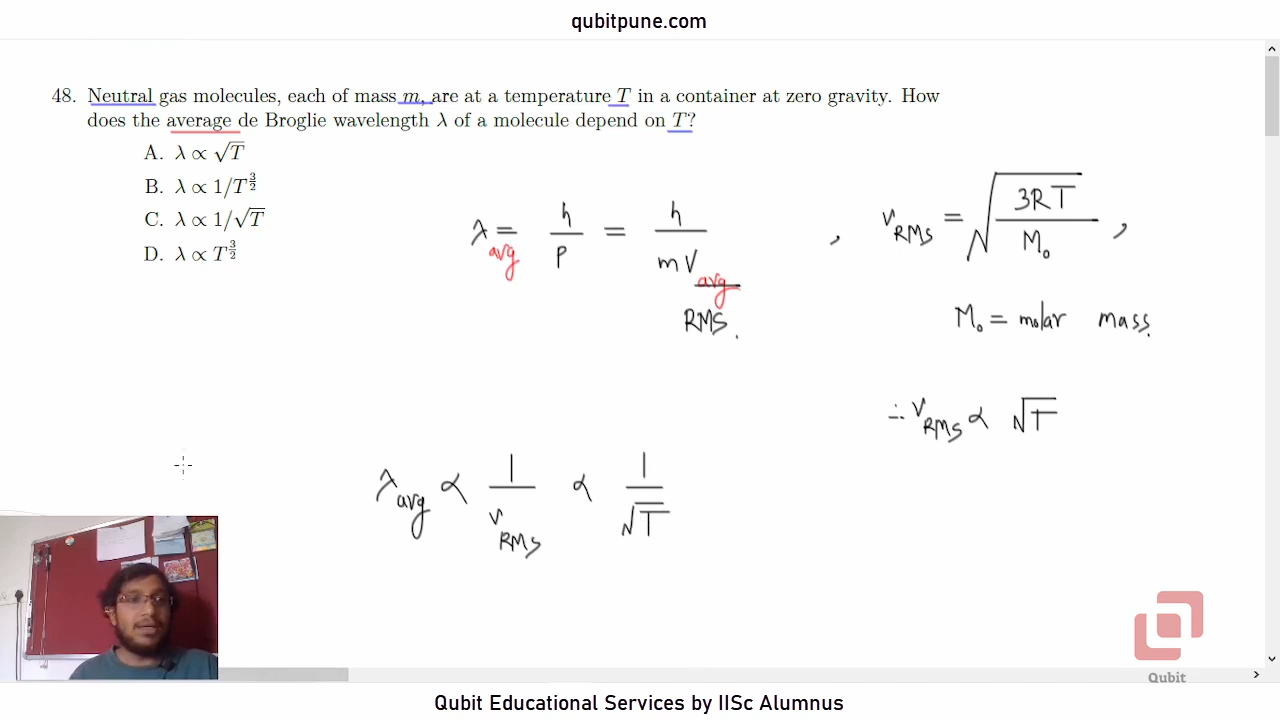 qubitpune.com
48. Neutral gas molecules, each of mass m, are at a temperature T in a container at zero gravity. How
does the average de Broglie wavelength λ of a molecule depend on T?
A. λ ∝ √T
B. λ ∝ 1/T^{3/2}
C. λ ∝ 1/√T
D. λ ∝ T^{3/2}
λ_avg = h/P = h/(m v_avg) , v_RMS = √(3RT/M₀) ,
RMS.
M₀ = molar mass.
∴ v_RMS ∝ √T
λ_avg ∝ 1/v_RMS ∝ 1/√T
Qubit
Qubit Educational Services by IISc Alumnus